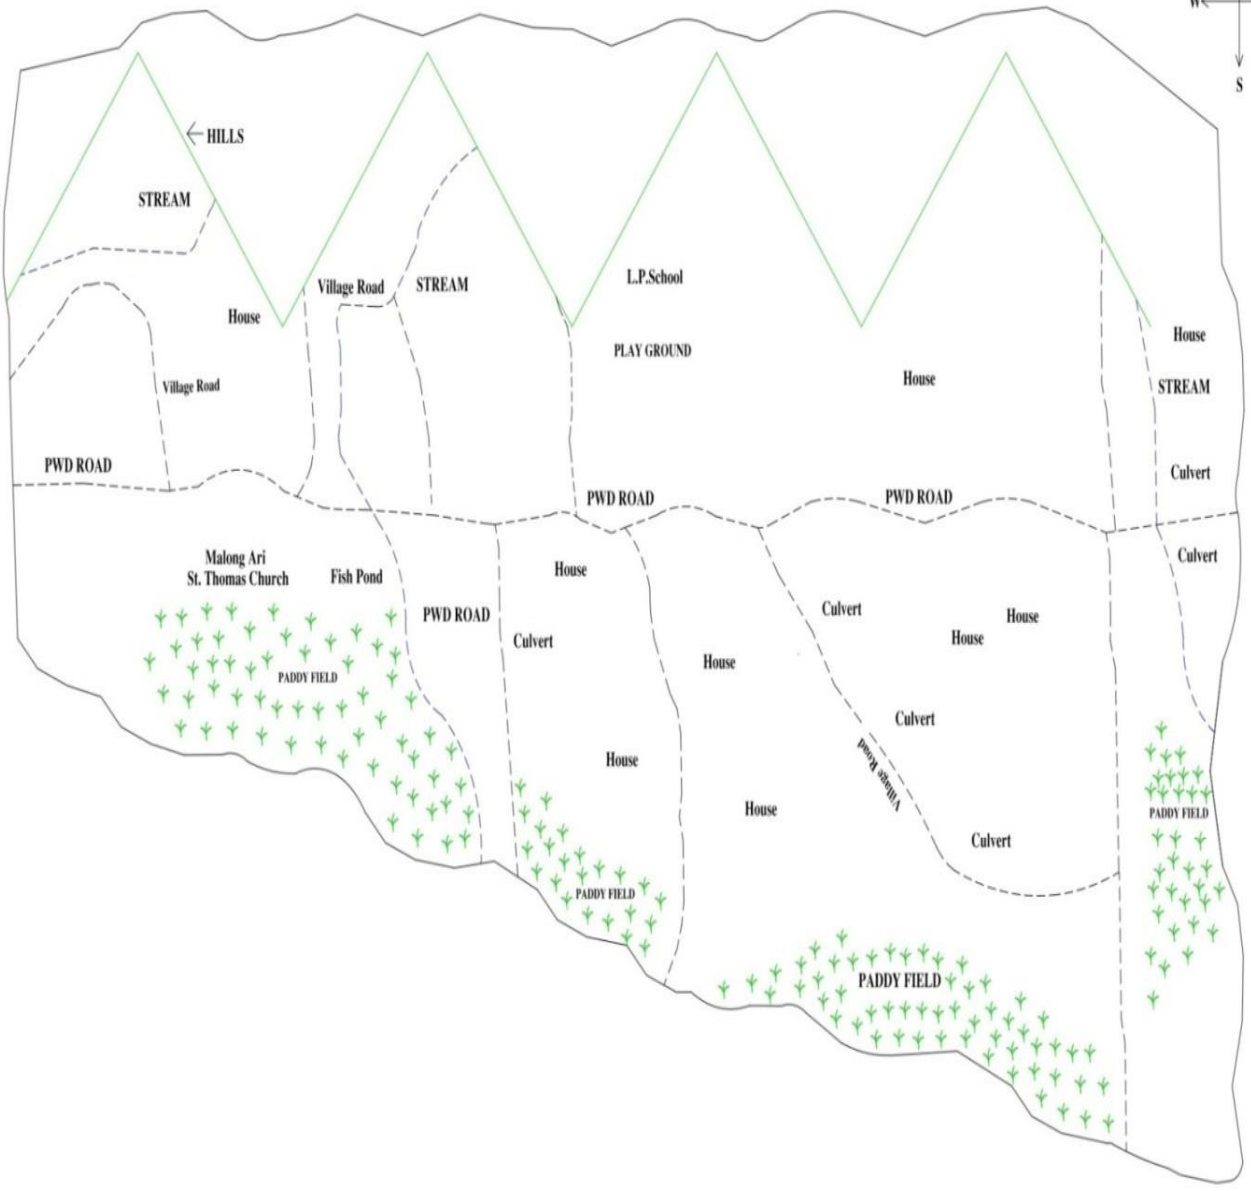 W
S
HILLS
STREAM
L.P.School
Village Road
STREAM
House
House
PLAY GROUND
House
Village Road
STREAM
PWD ROAD
Culvert
PWD ROAD
PWD ROAD
Malong Ari
St. Thomas Church
Fish Pond
House
Culvert
PWD ROAD
Culvert
House
House
Culvert
House
PADDY FIELD
Culvert
House
Village Road
House
PADDY FIELD
Culvert
PADDY FIELD
PADDY FIELD